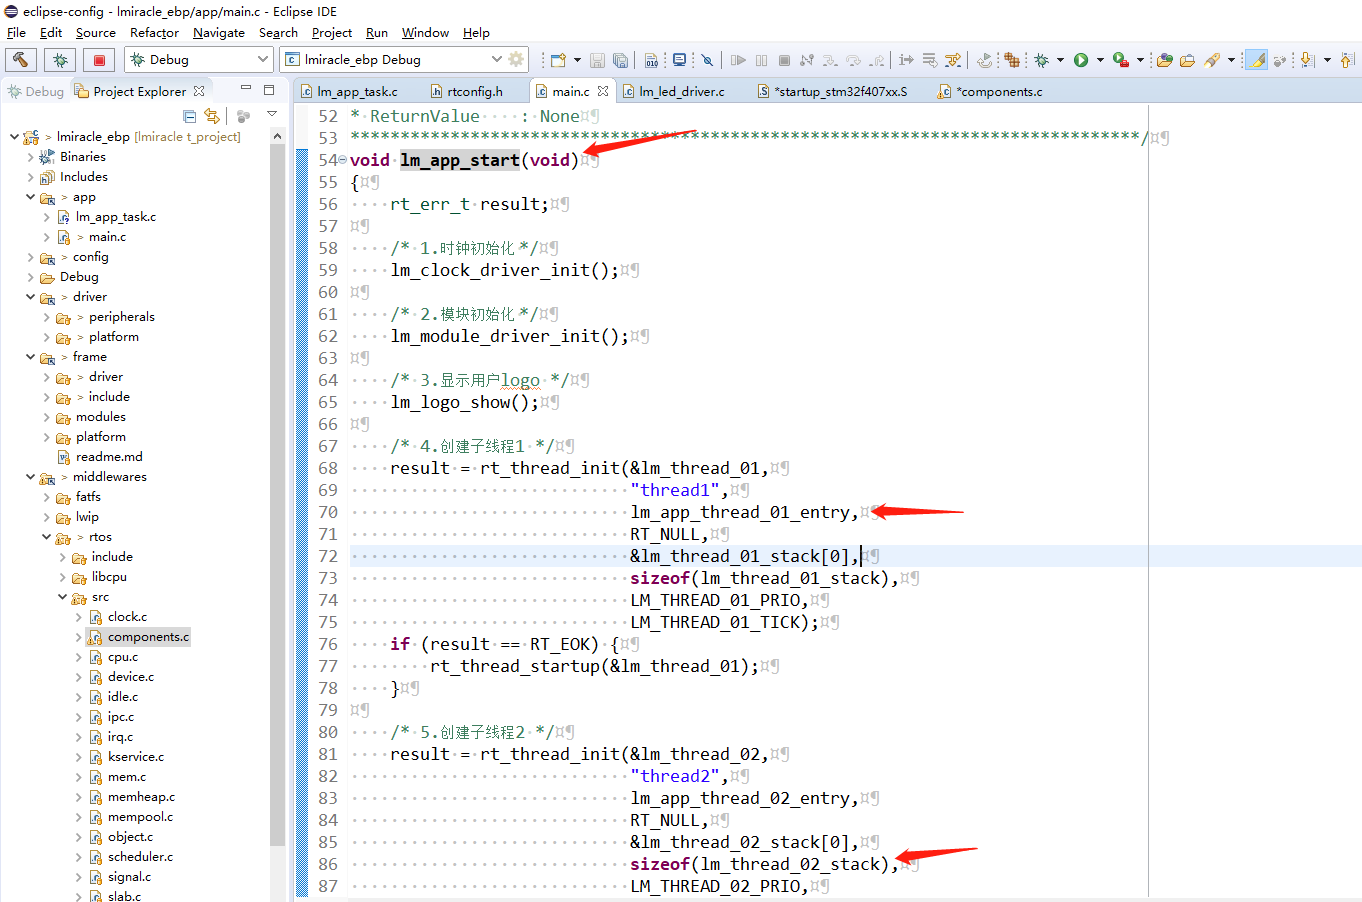 eclipse-config - lmiracle_ebp/app/main.c - Eclipse IDE
File Edit Source Refactor Navigate Search Project Run Window Help
Debug lmiracle_ebp Debug
Debug Project Explorer
lm_app_task.c rtconfig.h main.c lm_led_driver.c *startup_stm32f407xx.S *components.c
> lmiracle_ebp [lmiracle t_project]
Binaries
Includes
> app
lm_app_task.c
> main.c
> config
Debug
> driver
> peripherals
> platform
> frame
> driver
> include
modules
platform
readme.md
> middlewares
fatfs
lwip
> rtos
include
libcpu
src
clock.c
components.c
cpu.c
device.c
idle.c
ipc.c
irq.c
kservice.c
mem.c
memheap.c
mempool.c
object.c
scheduler.c
signal.c
slab.c
52 * ReturnValue    : None
53 *******************************************************************************/
54 void lm_app_start(void)
55 {
56     rt_err_t result;
57
58     /* 1.时钟初始化 */
59     lm_clock_driver_init();
60
61     /* 2.模块初始化 */
62     lm_module_driver_init();
63
64     /* 3.显示用户logo */
65     lm_logo_show();
66
67     /* 4.创建子线程1 */
68     result = rt_thread_init(&lm_thread_01,
69                             "thread1",
70                             lm_app_thread_01_entry,
71                             RT_NULL,
72                             &lm_thread_01_stack[0],
73                             sizeof(lm_thread_01_stack),
74                             LM_THREAD_01_PRIO,
75                             LM_THREAD_01_TICK);
76     if (result == RT_EOK) {
77         rt_thread_startup(&lm_thread_01);
78     }
79
80     /* 5.创建子线程2 */
81     result = rt_thread_init(&lm_thread_02,
82                             "thread2",
83                             lm_app_thread_02_entry,
84                             RT_NULL,
85                             &lm_thread_02_stack[0],
86                             sizeof(lm_thread_02_stack),
87                             LM_THREAD_02_PRIO,